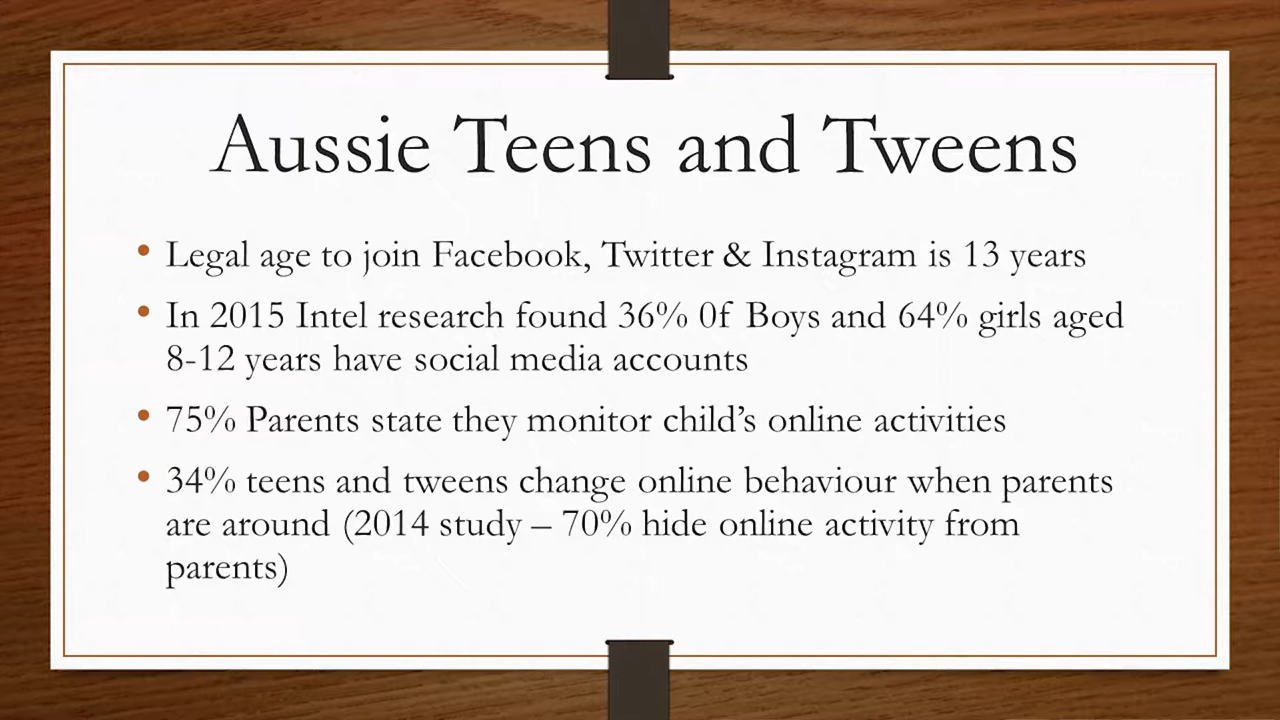 Aussie Teens and Tweens
• Legal age to join Facebook, Twitter & Instagram is 13 years
• In 2015 Intel research found 36% 0f Boys and 64% girls aged
8-12 years have social media accounts
• 75% Parents state they monitor child’s online activities
• 34% teens and tweens change online behaviour when parents
are around (2014 study – 70% hide online activity from
parents)